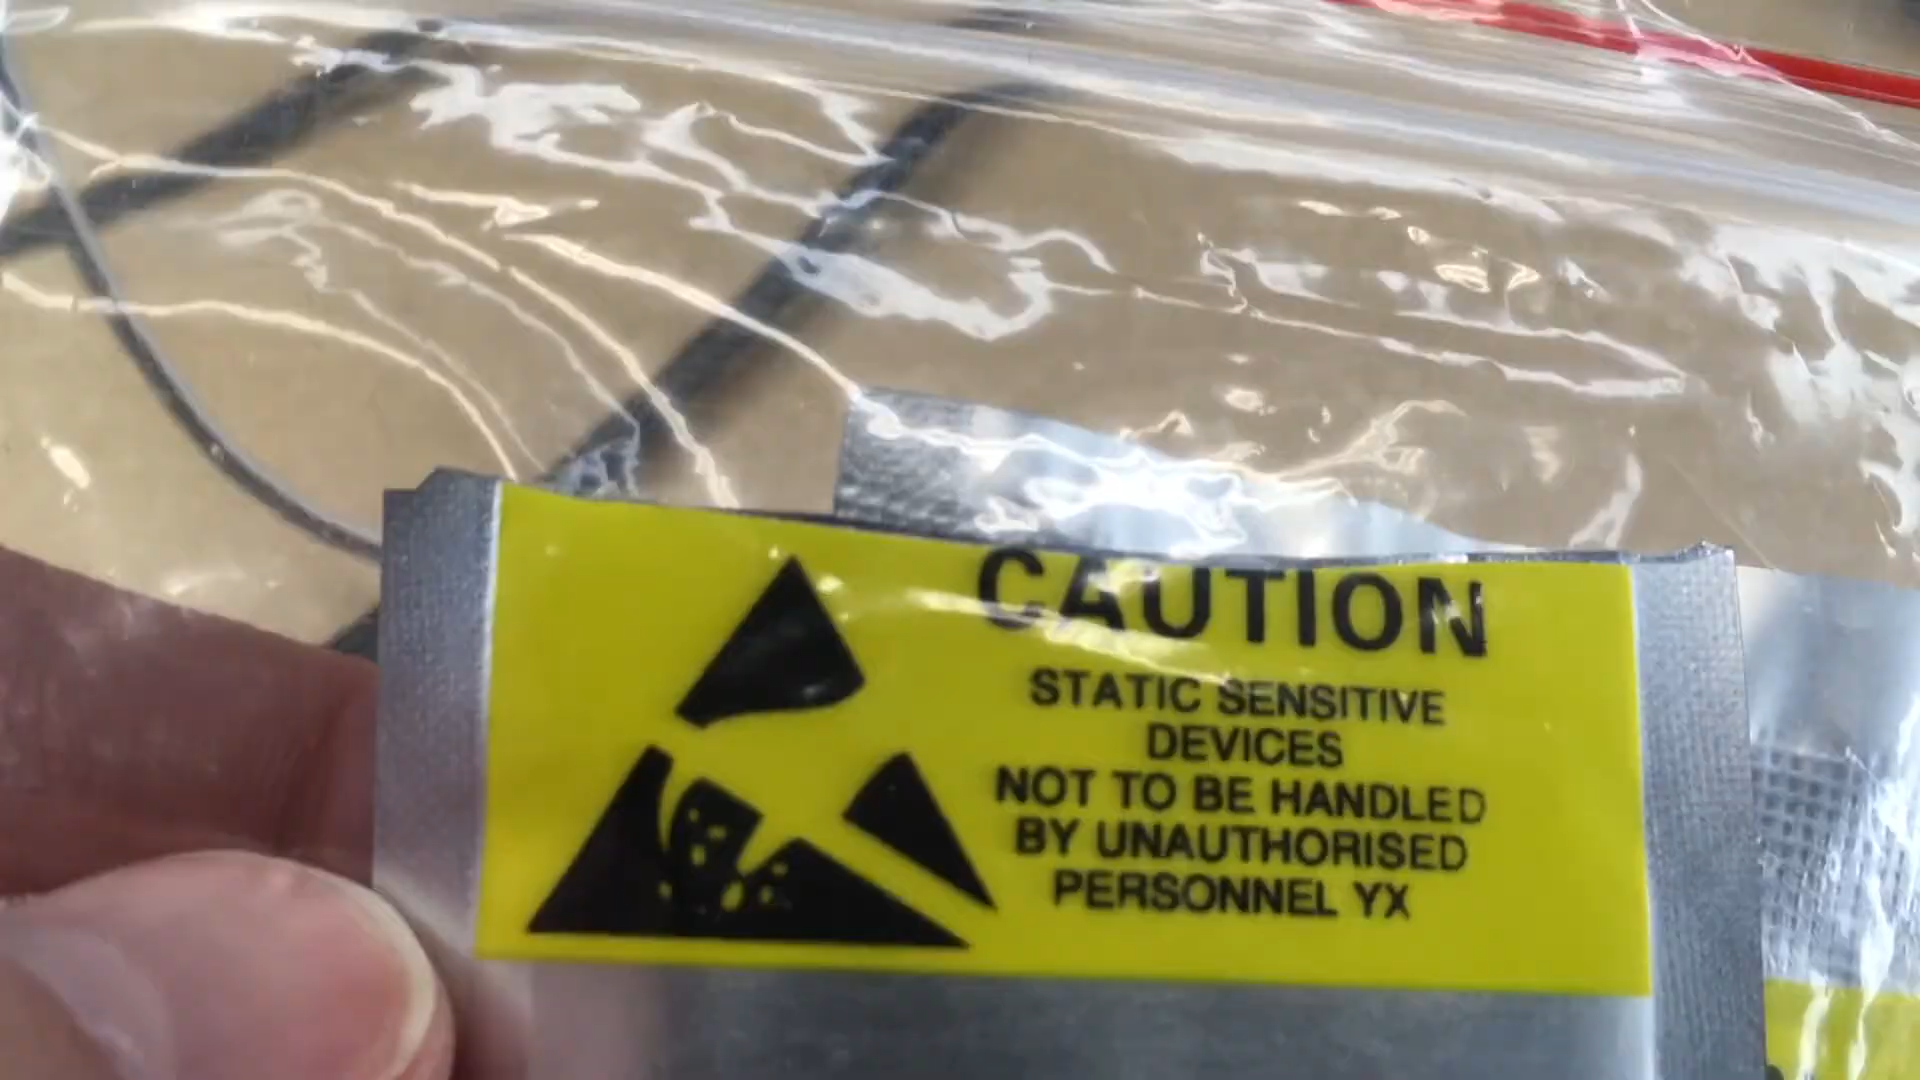 CAUTION
STATIC SENSITIVE
DEVICES
NOT TO BE HANDLED
BY UNAUTHORISED
PERSONNEL YX